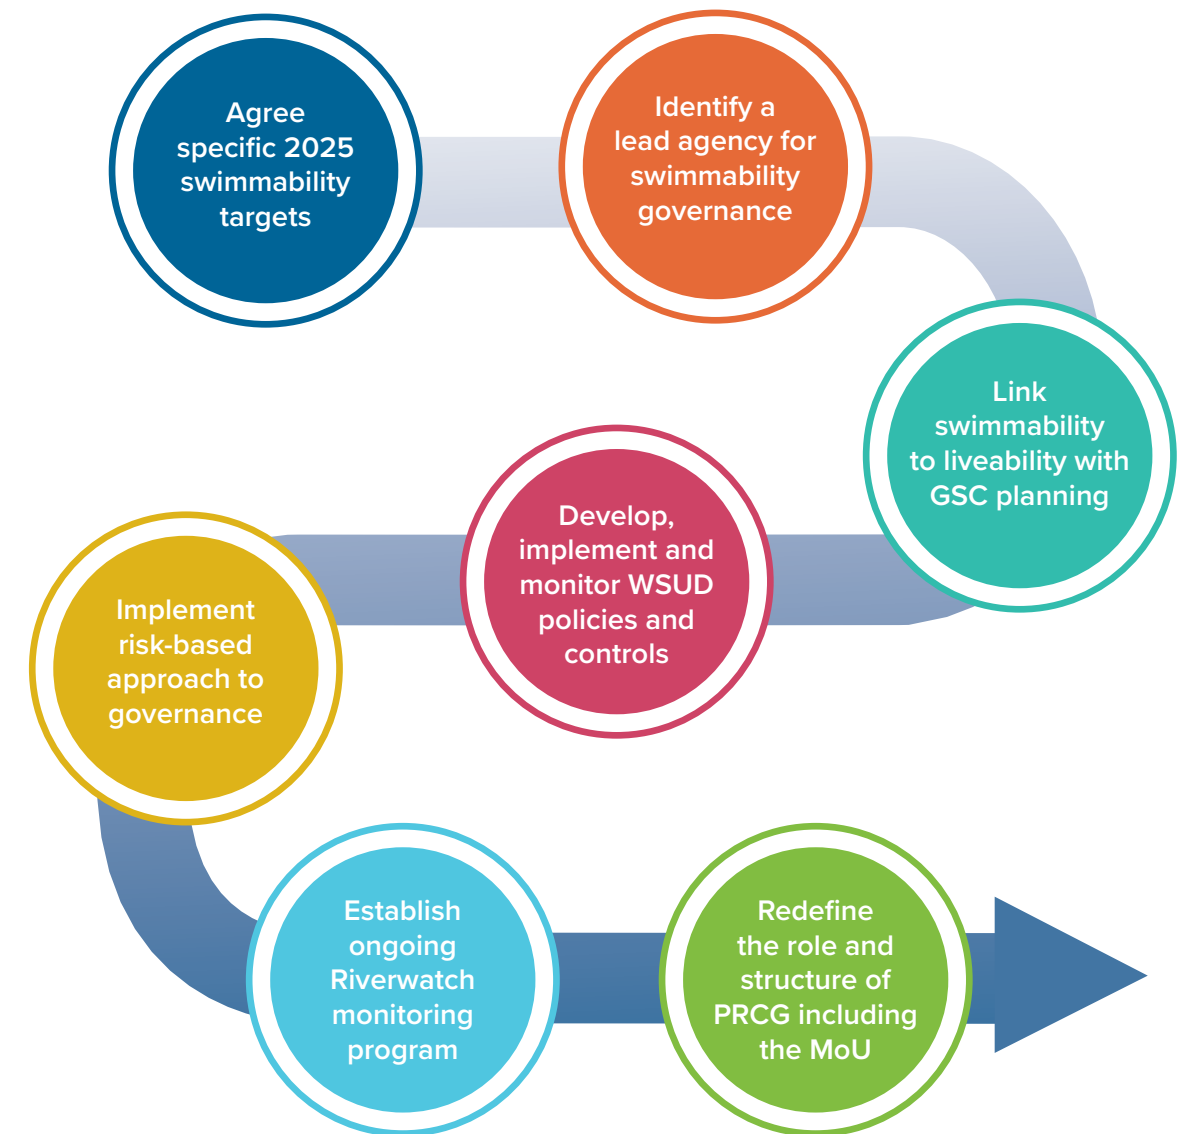 Agree
specific 2025
swimmability
targets
Identify a
lead agency for
swimmability
governance
Link
swimmability
to liveability with
GSC planning
Develop,
implement and
monitor WSUD
policies and
controls
Implement
risk-based
approach to
governance
Establish
ongoing
Riverwatch
monitoring
program
Redefine
the role and
structure of
PRCG including
the MoU